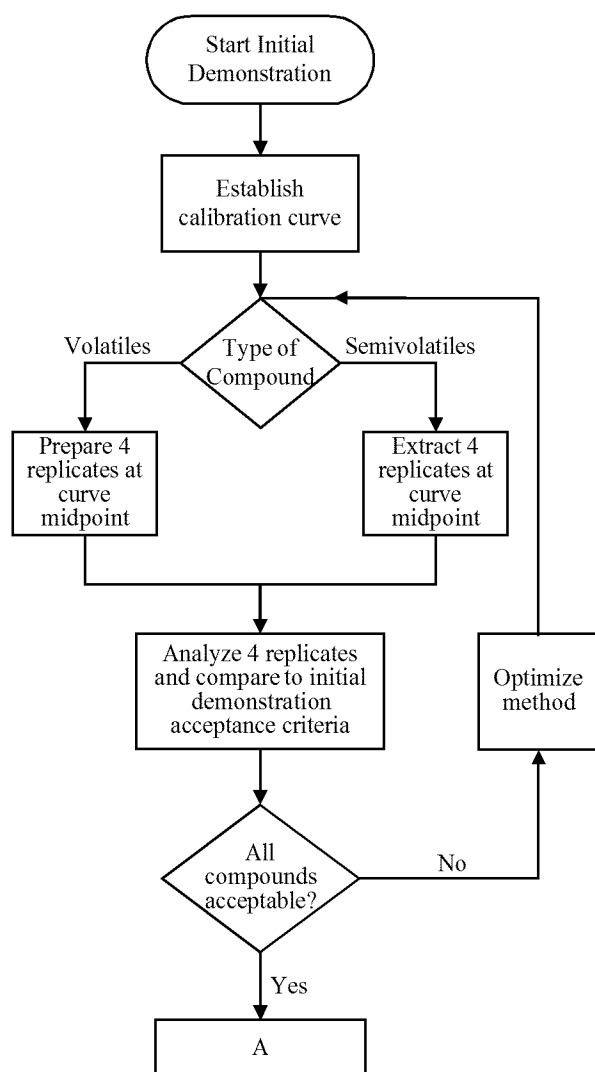 Start Initial
Demonstration
Establish
calibration curve
Type of
Compound
Volatiles
Semivolatiles
Prepare 4
replicates at
curve
midpoint
Extract 4
replicates at
curve
midpoint
Analyze 4 replicates
and compare to initial
demonstration
acceptance criteria
Optimize
method
All
compounds
acceptable?
No
Yes
A